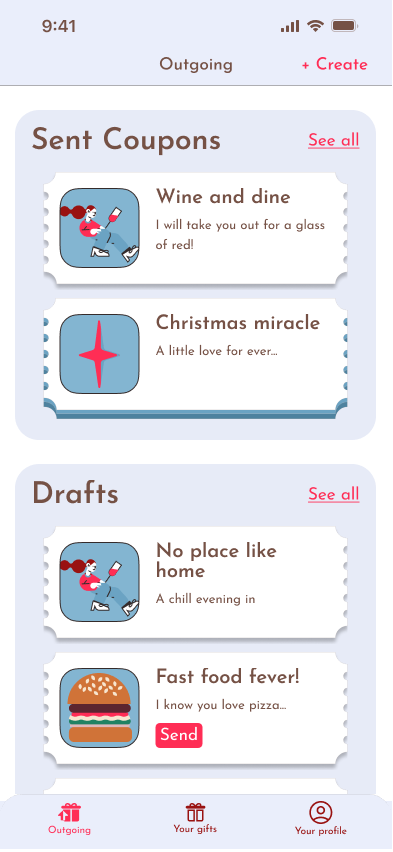 9:41
Outgoing
+ Create
Sent Coupons
See all
Wine and dine
I will take you out for a glass
of red!
Christmas miracle
A little love for ever...
Drafts
See all
No place like
home
A chill evening in
Fast food fever!
I know you love pizza...
Send
Outgoing
Your gifts
Your profile